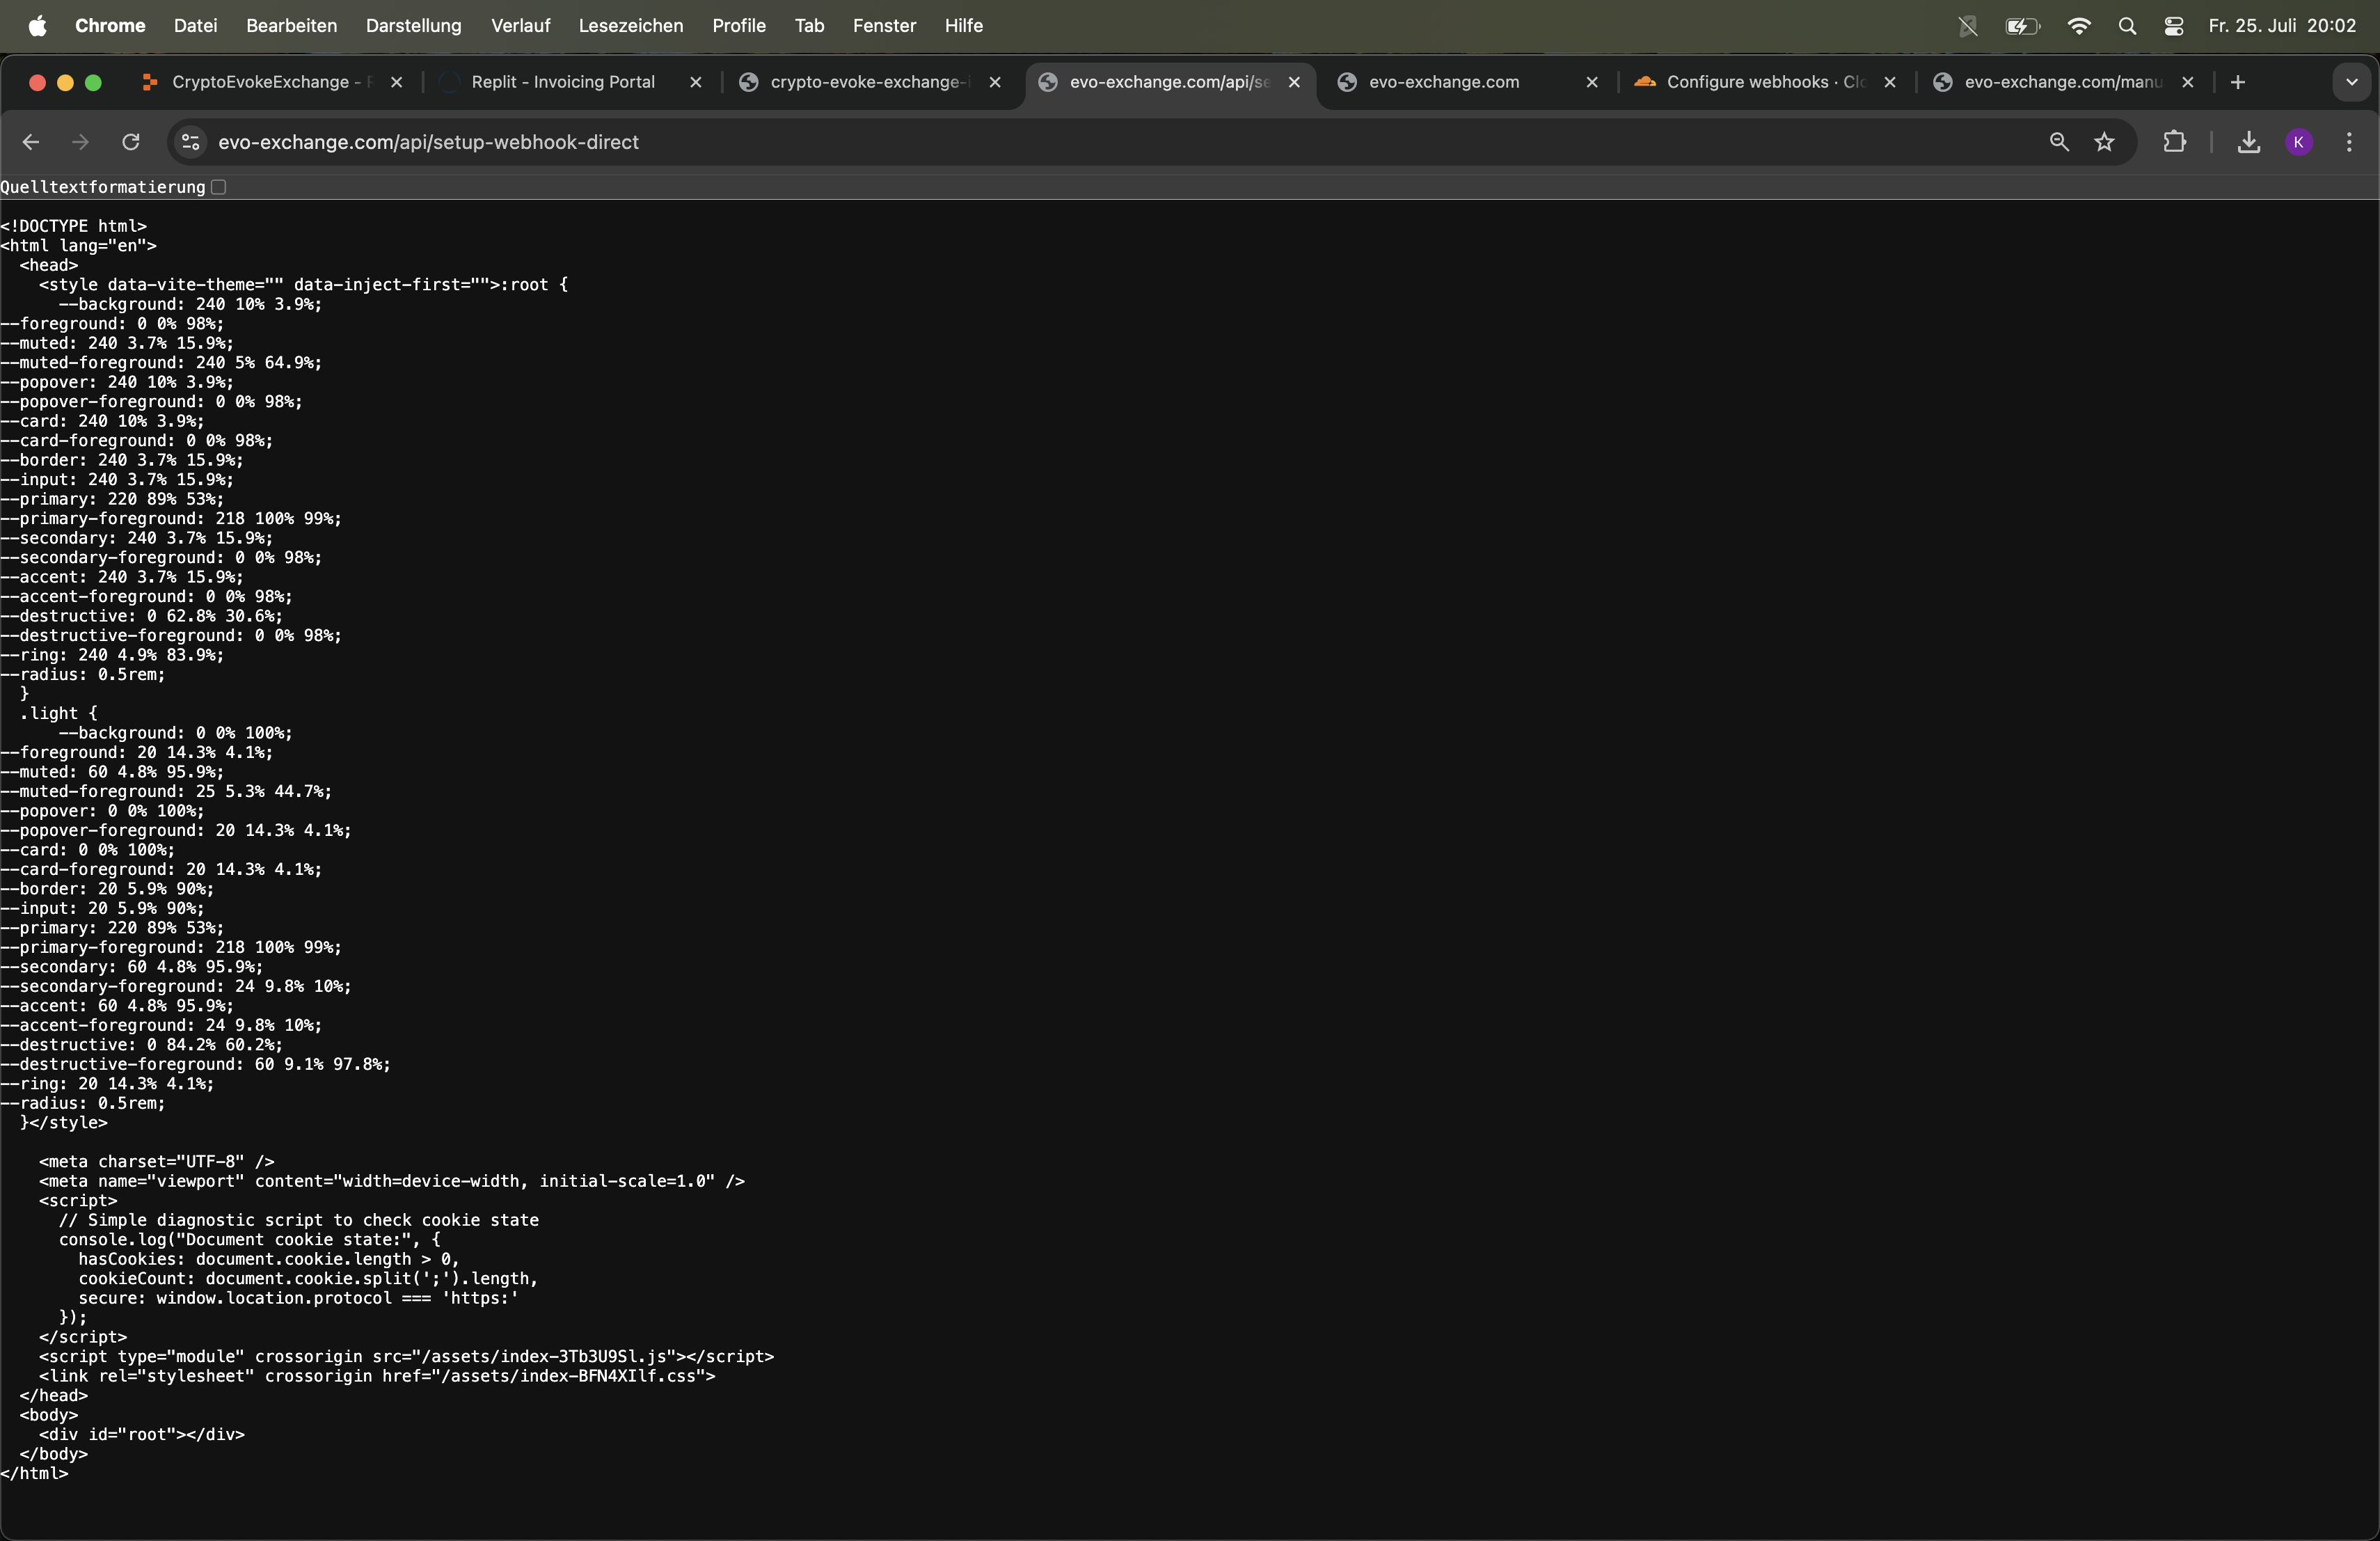 Chrome Datei Bearbeiten Darstellung Verlauf Lesezeichen Profile Tab Fenster Hilfe Fr. 25. Juli 20:02
CryptoEvokeExchange - Replit - Invoicing Portal crypto-evoke-exchange- evo-exchange.com/api/se evo-exchange.com Configure webhooks · Clo evo-exchange.com/manu
evo-exchange.com/api/setup-webhook-direct K
Quelltextformatierung
<!DOCTYPE html>
<html lang="en">
  <head>
    <style data-vite-theme="" data-inject-first="">:root {
      --background: 240 10% 3.9%;
--foreground: 0 0% 98%;
--muted: 240 3.7% 15.9%;
--muted-foreground: 240 5% 64.9%;
--popover: 240 10% 3.9%;
--popover-foreground: 0 0% 98%;
--card: 240 10% 3.9%;
--card-foreground: 0 0% 98%;
--border: 240 3.7% 15.9%;
--input: 240 3.7% 15.9%;
--primary: 220 89% 53%;
--primary-foreground: 218 100% 99%;
--secondary: 240 3.7% 15.9%;
--secondary-foreground: 0 0% 98%;
--accent: 240 3.7% 15.9%;
--accent-foreground: 0 0% 98%;
--destructive: 0 62.8% 30.6%;
--destructive-foreground: 0 0% 98%;
--ring: 240 4.9% 83.9%;
--radius: 0.5rem;
  }
  .light {
      --background: 0 0% 100%;
--foreground: 20 14.3% 4.1%;
--muted: 60 4.8% 95.9%;
--muted-foreground: 25 5.3% 44.7%;
--popover: 0 0% 100%;
--popover-foreground: 20 14.3% 4.1%;
--card: 0 0% 100%;
--card-foreground: 20 14.3% 4.1%;
--border: 20 5.9% 90%;
--input: 20 5.9% 90%;
--primary: 220 89% 53%;
--primary-foreground: 218 100% 99%;
--secondary: 60 4.8% 95.9%;
--secondary-foreground: 24 9.8% 10%;
--accent: 60 4.8% 95.9%;
--accent-foreground: 24 9.8% 10%;
--destructive: 0 84.2% 60.2%;
--destructive-foreground: 60 9.1% 97.8%;
--ring: 20 14.3% 4.1%;
--radius: 0.5rem;
  }</style>
    <meta charset="UTF-8" />
    <meta name="viewport" content="width=device-width, initial-scale=1.0" />
    <script>
      // Simple diagnostic script to check cookie state
      console.log("Document cookie state:", {
        hasCookies: document.cookie.length > 0,
        cookieCount: document.cookie.split(';').length,
        secure: window.location.protocol === 'https:'
      });
    </script>
    <script type="module" crossorigin src="/assets/index-3Tb3U9Sl.js"></script>
    <link rel="stylesheet" crossorigin href="/assets/index-BFN4XIlf.css">
  </head>
  <body>
    <div id="root"></div>
  </body>
</html>